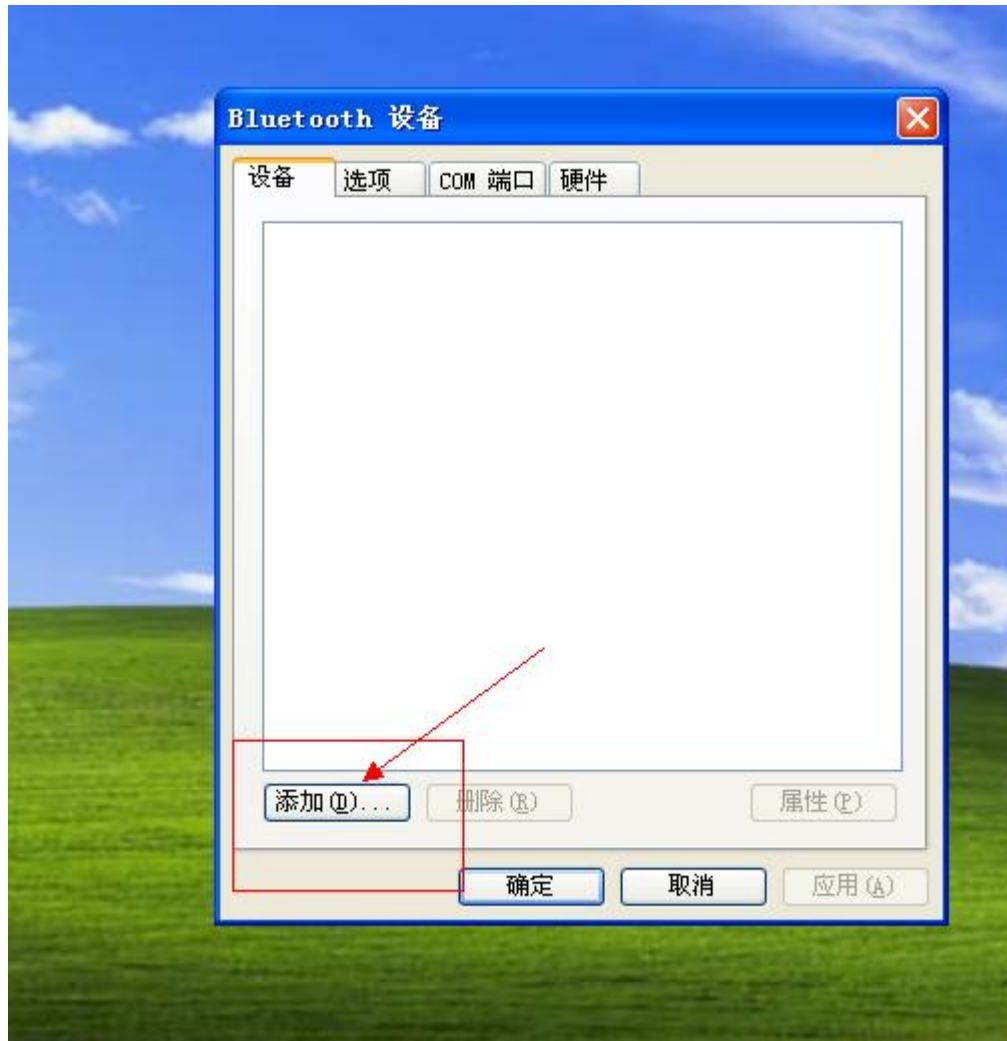 Bluetooth 设备
设备 选项 COM 端口 硬件
添加(D)... 删除(R) 属性(P)
确定 取消 应用(A)